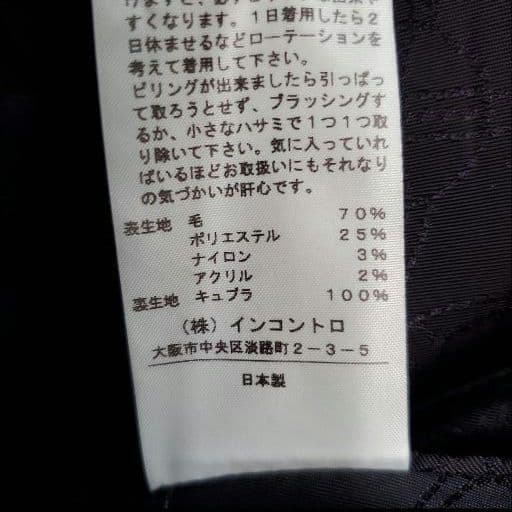 すくなります。1日着用したら2
日休ませるなどローテーションを
考えて着用して下さい。
ピリングが出来ましたら引っぱっ
て取ろうとせず、ブラッシングす
るか、小さなハサミで1つ1つ取
り除いて下さい。気に入っていれ
ばいるほどお取扱いにもそれなり
の気づかいが肝心です。
表生地 毛 70%
ポリエステル 25%
ナイロン 3%
アクリル 2%
裏生地 キュプラ 100%
(株)インコントロ
大阪市中央区淡路町2-3-5
日本製